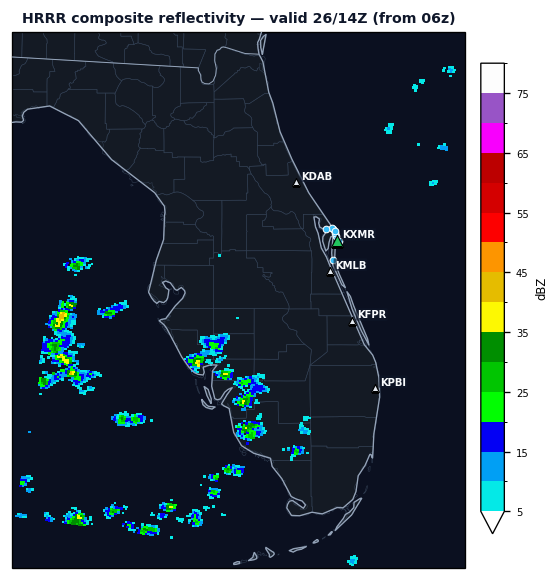 HRRR composite reflectivity — valid 26/14Z (from 06z)
KDAB
KXMR
KMLB
KFPR
KPBI
75
65
55
45
35
25
15
5
dBZ